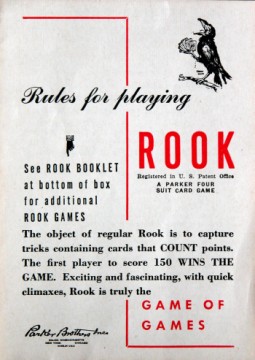 Rules for playing
ROOK
Registered in U. S. Patent Office
A PARKER FOUR
SUIT CARD GAME
See ROOK BOOKLET
at bottom of box
for additional
ROOK GAMES
The object of regular Rook is to capture
tricks containing cards that COUNT points.
The first player to score 150 WINS THE
GAME. Exciting and fascinating, with quick
climaxes, Rook is truly the
GAME OF
GAMES
Parker Brothers Inc